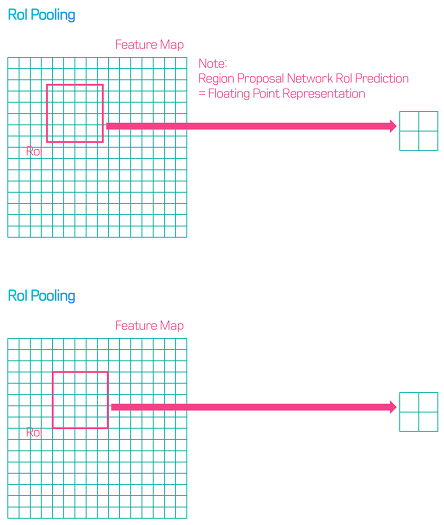 RoI Pooling
Feature Map
Note:
Region Proposal Network RoI Prediction
= Floating Point Representation
RoI
RoI Pooling
Feature Map
RoI